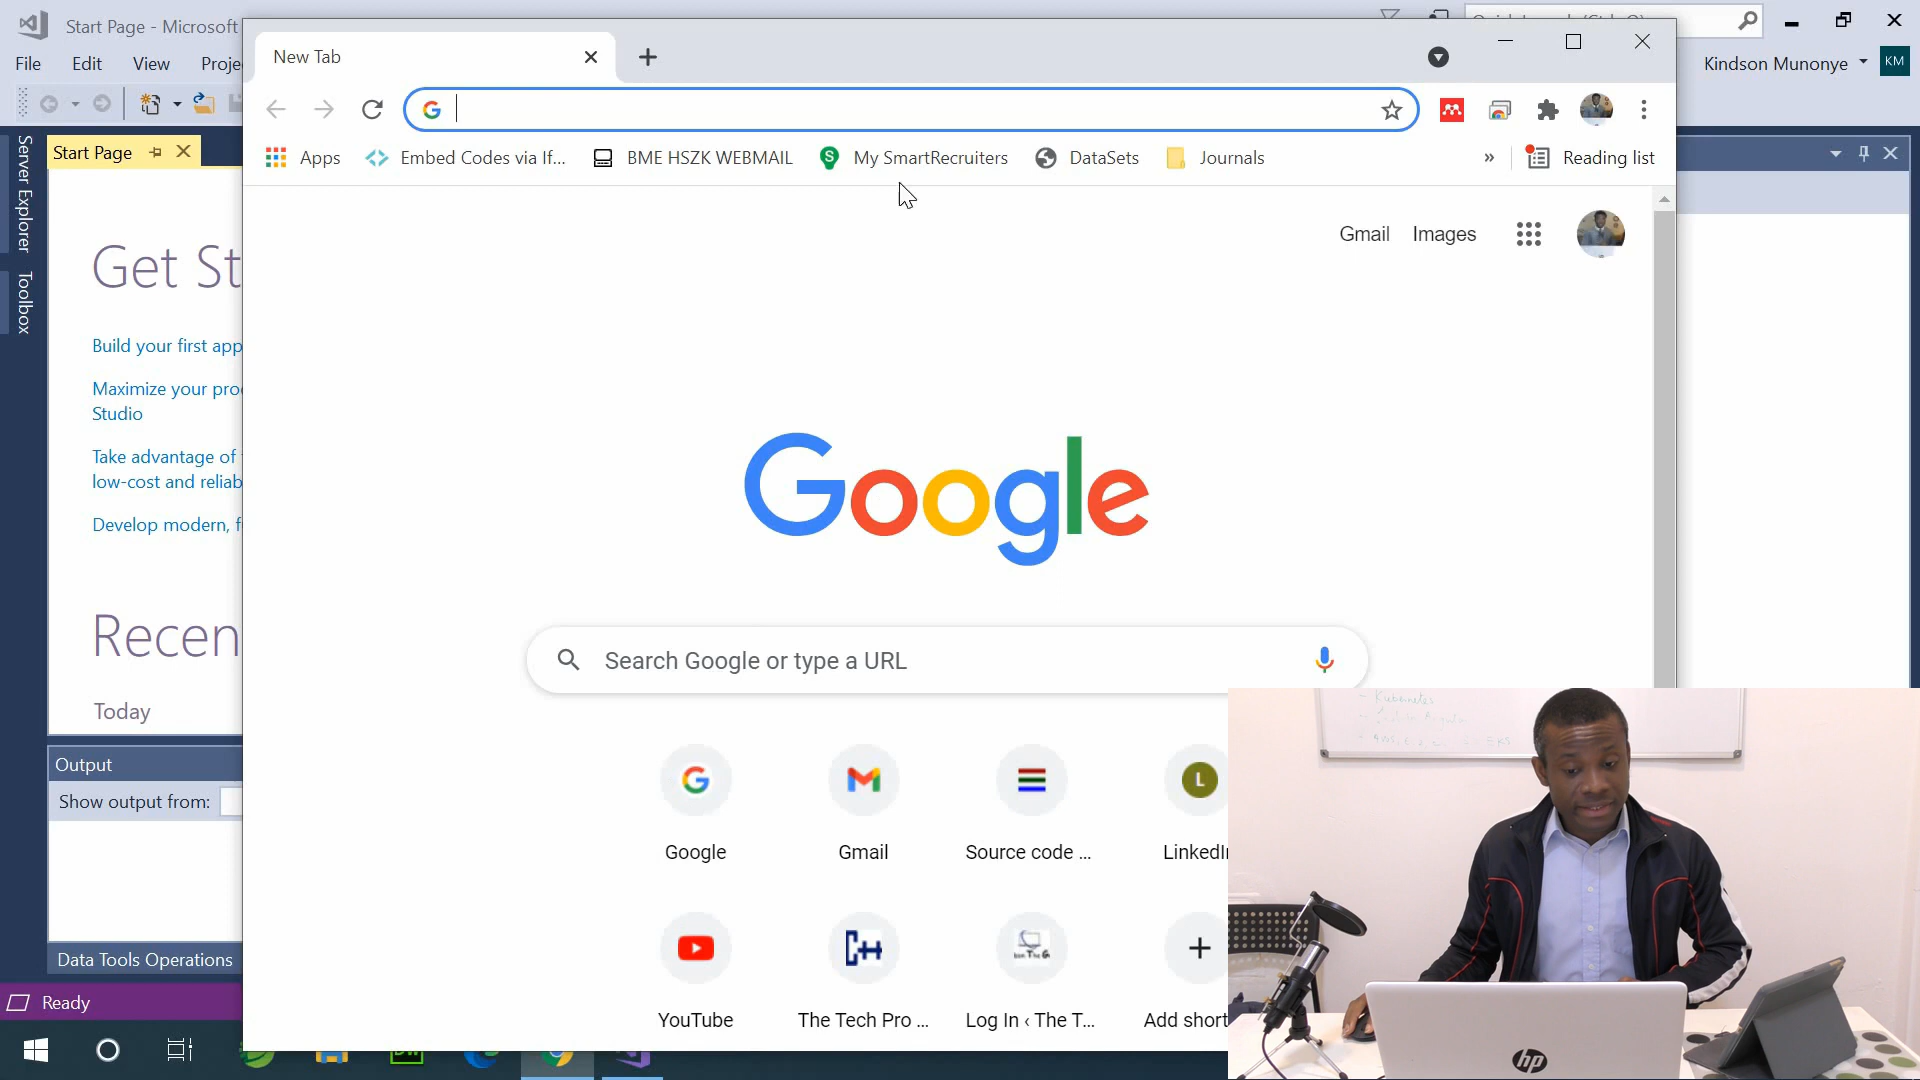 Start Page - Microsoft
File Edit View Proje
Kindson Munonye
KM
Start Page
Server Explorer
Toolbox
Get St
Build your first app
Maximize your pro
Studio
Take advantage of
low-cost and reliab
Develop modern, f
Recen
Today
Output
Show output from:
Data Tools Operations
Ready
New Tab
Apps
Embed Codes via If...
BME HSZK WEBMAIL
My SmartRecruiters
DataSets
Journals
»
Reading list
Gmail Images
Google
Search Google or type a URL
Google
Gmail
Source code ...
L
LinkedIn
YouTube
The Tech Pro ...
Log In ‹ The T...
Add short
Kubernetes
hp